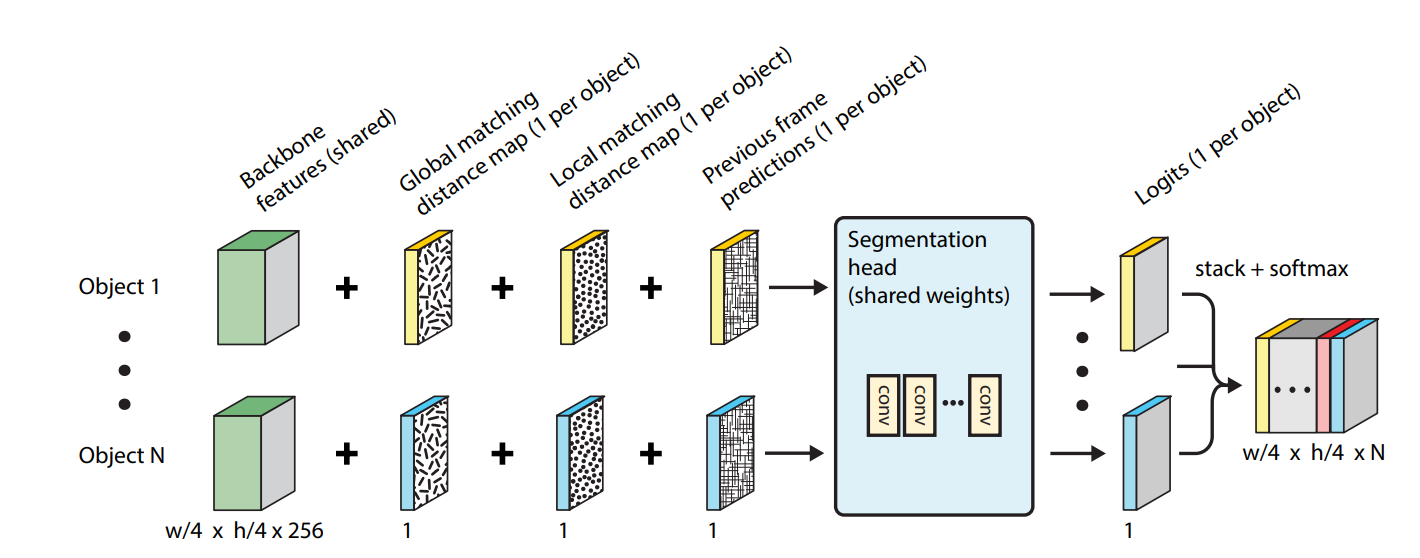 Backbone
features (shared)
Global matching
distance map (1 per object)
Local matching
distance map (1 per object)
Previous frame
predictions (1 per object)
Logits (1 per object)
Object 1
+
+
+
Segmentation
head
(shared weights)
stack + softmax
conv
conv
...
conv
...
Object N
+
+
+
w/4 x h/4 x N
w/4 x h/4 x 256
1
1
1
1